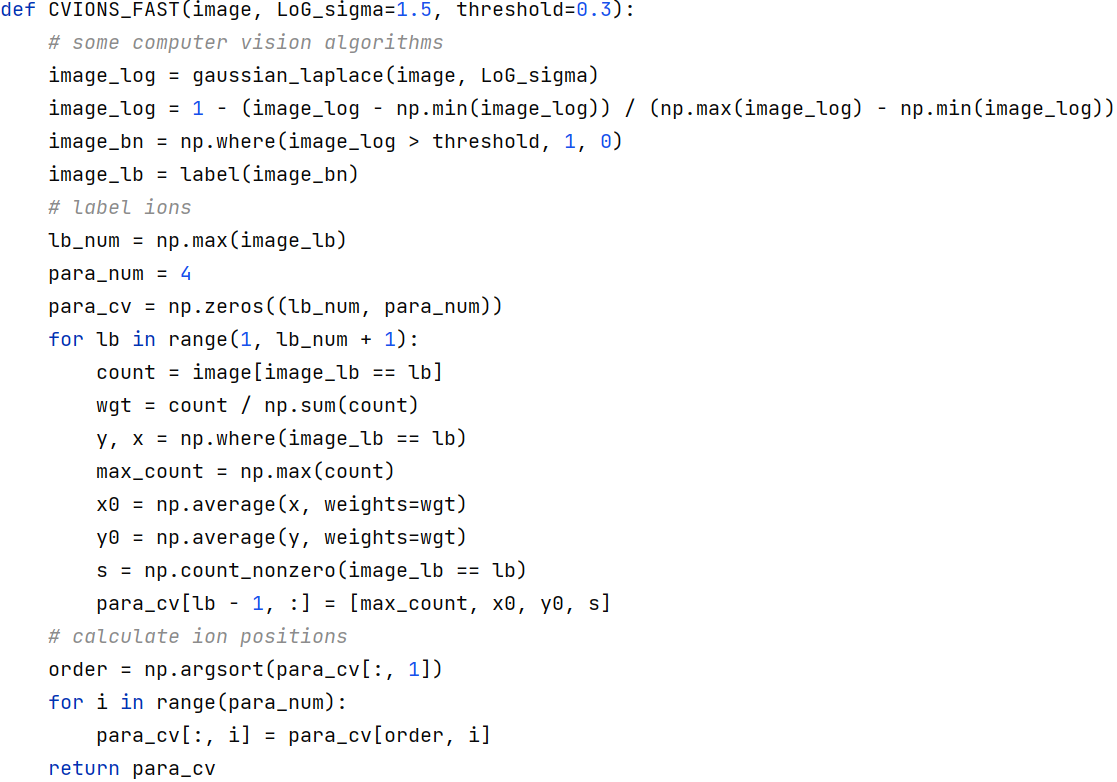 def CVIONS_FAST(image, LoG_sigma=1.5, threshold=0.3):
    # some computer vision algorithms
    image_log = gaussian_laplace(image, LoG_sigma)
    image_log = 1 - (image_log - np.min(image_log)) / (np.max(image_log) - np.min(image_log))
    image_bn = np.where(image_log > threshold, 1, 0)
    image_lb = label(image_bn)
    # label ions
    lb_num = np.max(image_lb)
    para_num = 4
    para_cv = np.zeros((lb_num, para_num))
    for lb in range(1, lb_num + 1):
        count = image[image_lb == lb]
        wgt = count / np.sum(count)
        y, x = np.where(image_lb == lb)
        max_count = np.max(count)
        x0 = np.average(x, weights=wgt)
        y0 = np.average(y, weights=wgt)
        s = np.count_nonzero(image_lb == lb)
        para_cv[lb - 1, :] = [max_count, x0, y0, s]
    # calculate ion positions
    order = np.argsort(para_cv[:, 1])
    for i in range(para_num):
        para_cv[:, i] = para_cv[order, i]
    return para_cv